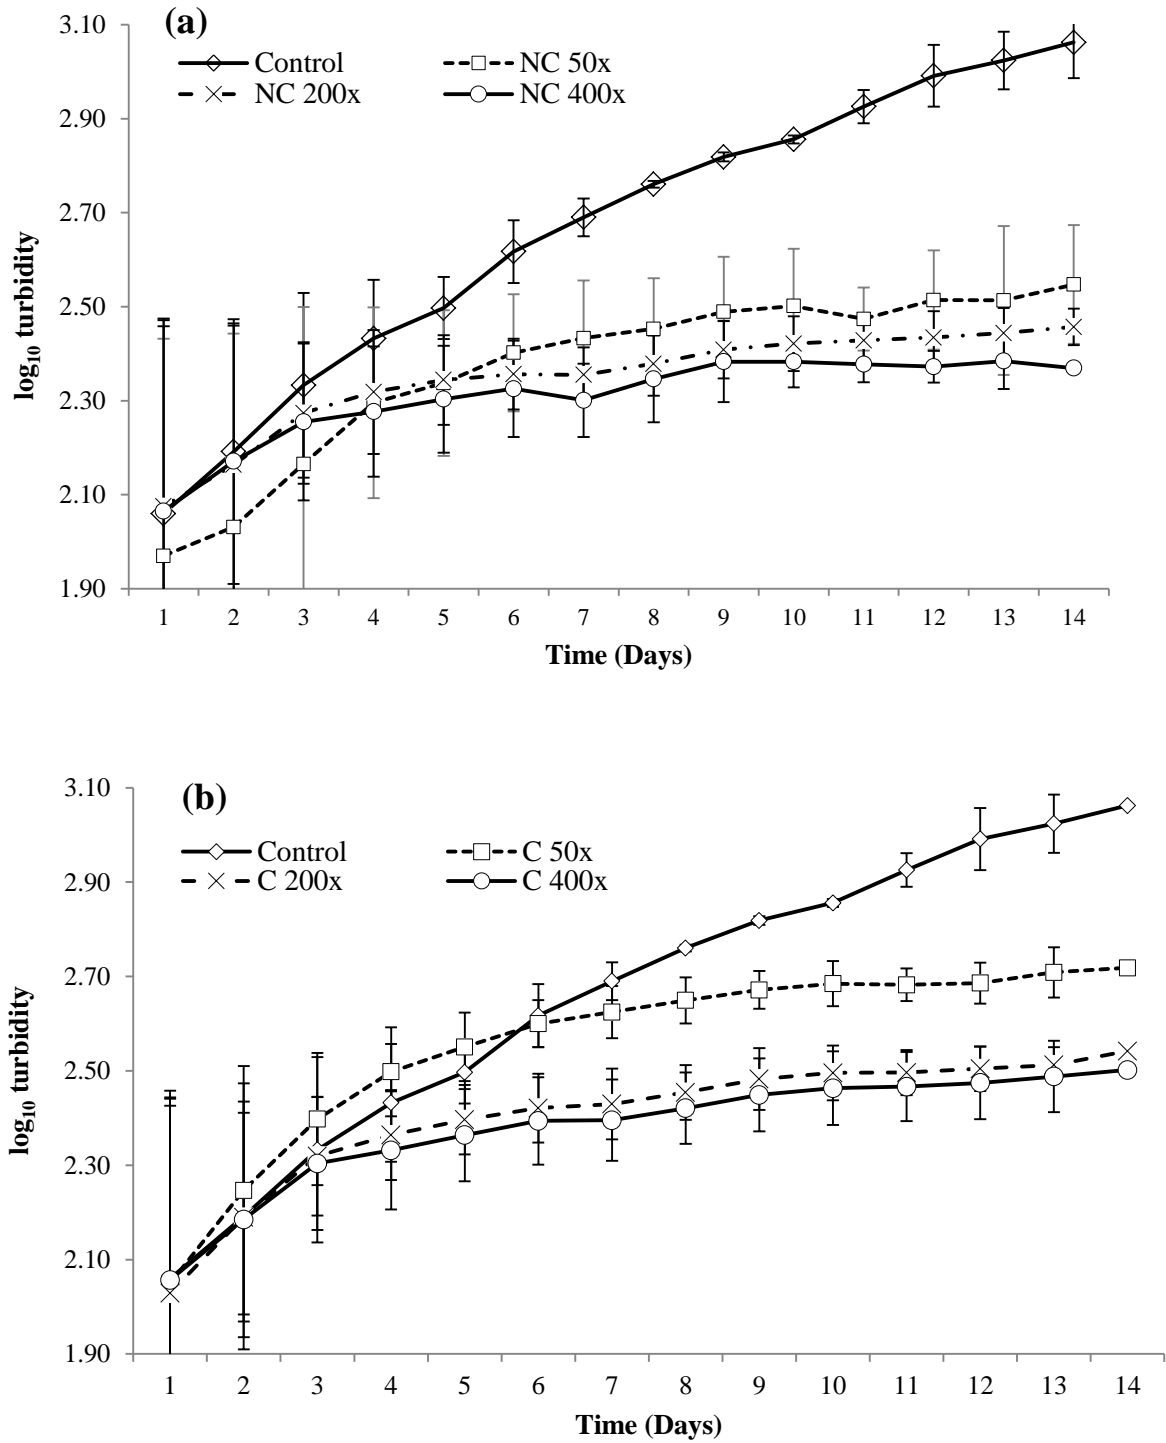 (a)
3.10
Control
NC 50x
NC 200x
NC 400x
2.90
2.70
2.50
2.30
2.10
1.90
log10 turbidity
1 2 3 4 5 6 7 8 9 10 11 12 13 14
Time (Days)
(b)
3.10
Control
C 50x
C 200x
C 400x
2.90
2.70
2.50
2.30
2.10
1.90
log10 turbidity
1 2 3 4 5 6 7 8 9 10 11 12 13 14
Time (Days)